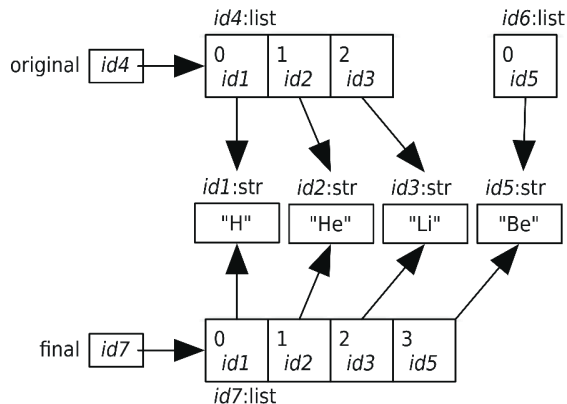 id4:list
id6:list
original id4
0 1 2
id1 id2 id3
0
id5
id1:str id2:str id3:str id5:str
"H" "He" "Li" "Be"
final id7
0 1 2 3
id1 id2 id3 id5
id7:list